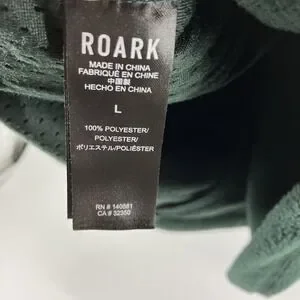 ROARK
MADE IN CHINA
FABRIQUÉ EN CHINE
中国製
HECHO EN CHINA
L
100% POLYESTER/
POLYESTER/
ポリエステル/POLIÉSTER
RN # 140981
CA # 32350